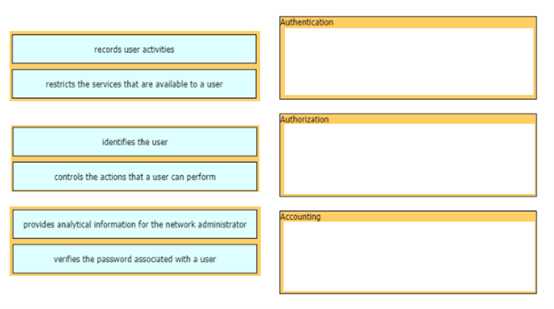 records user activities
restricts the services that are available to a user
identifies the user
controls the actions that a user can perform
provides analytical information for the network administrator
verifies the password associated with a user
Authentication
Authorization
Accounting